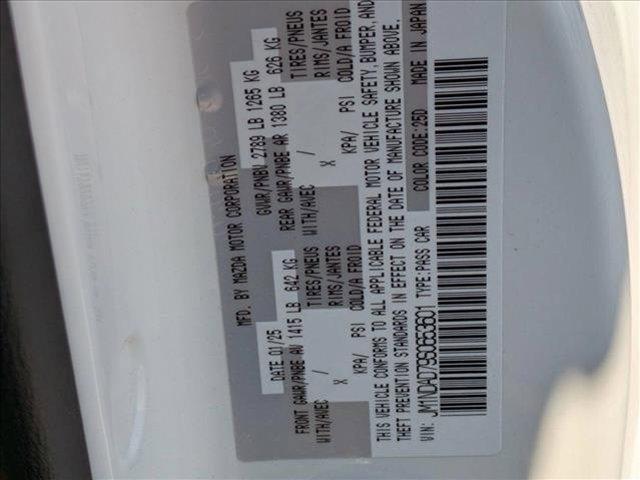 MFD. BY MAZDA MOTOR CORPORATION
DATE 01/25 GVWR/PNBV 2789 LB 1265 KG
FRONT GAWR/PNBE AV 1415 LB 642 KG REAR GAWR/PNBE AR 1380 LB 626 KG
WITH/AVEC TIRES/PNEUS WITH/AVEC TIRES/PNEUS
/ RIMS/JANTES / RIMS/JANTES
X COLD/A FROID X COLD/A FROID
KPA/ PSI KPA/ PSI
THIS VEHICLE CONFORMS TO ALL APPLICABLE FEDERAL MOTOR VEHICLE SAFETY, BUMPER, AND
THEFT PREVENTION STANDARDS IN EFFECT ON THE DATE OF MANUFACTURE SHOWN ABOVE.
COLOR CODE:25D MADE IN JAPAN
VIN: JM1NDAD79S0653601 TYPE:PASS CAR